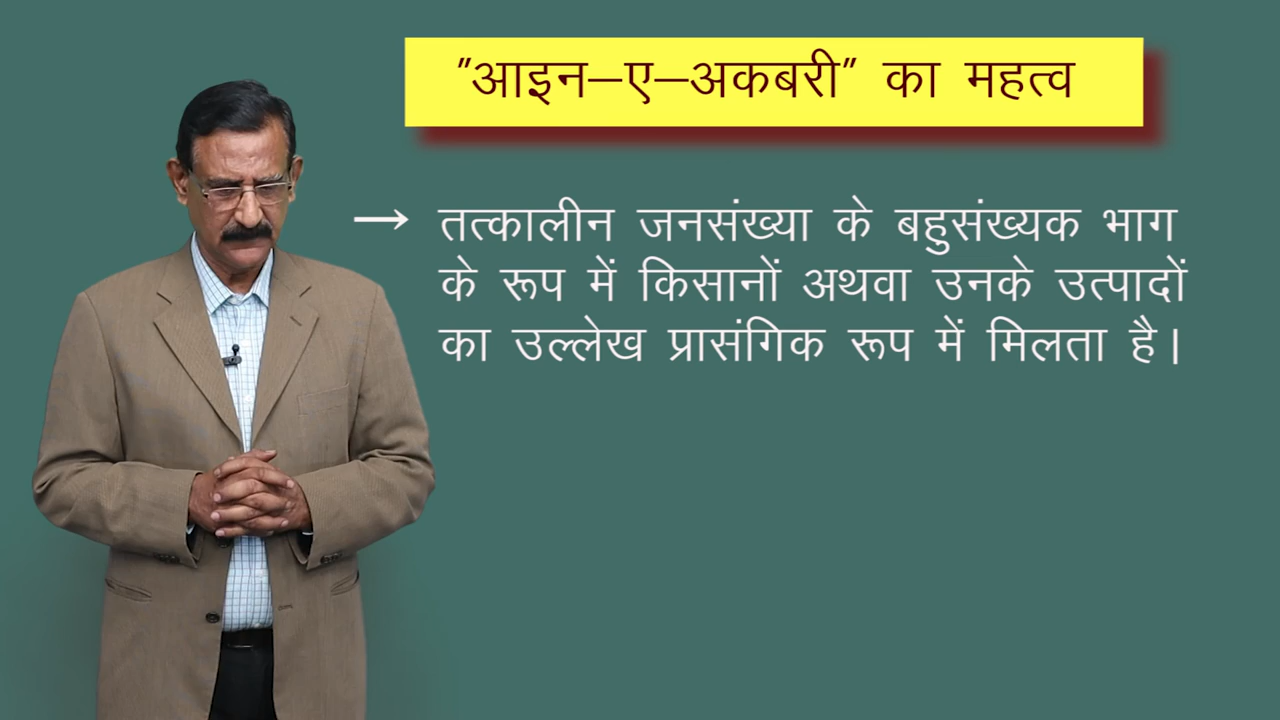 "आइन–ए–अकबरी" का महत्व
→ तत्कालीन जनसंख्या के बहुसंख्यक भाग
के रूप में किसानों अथवा उनके उत्पादों
का उल्लेख प्रासंगिक रूप में मिलता है।